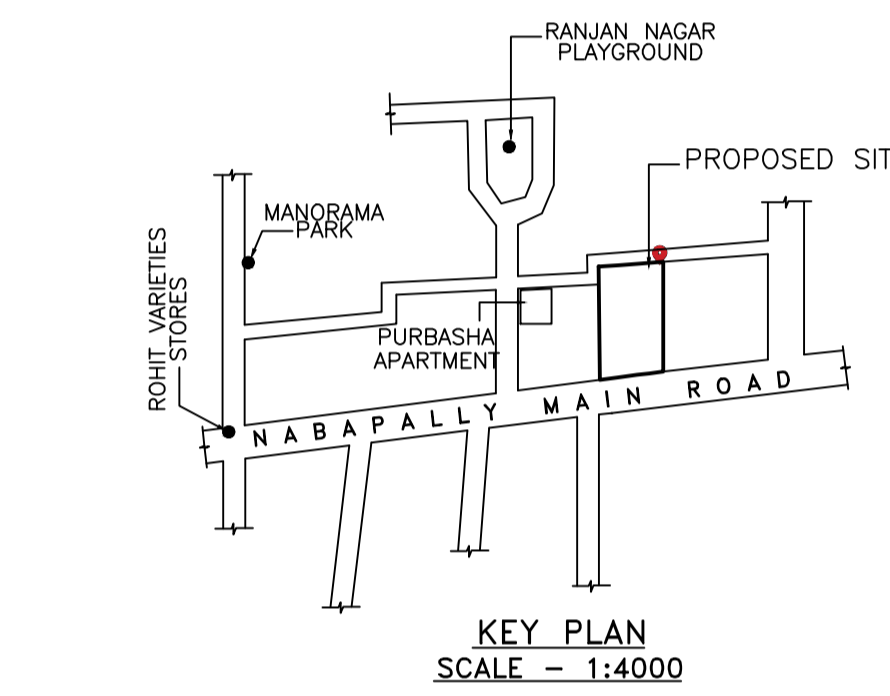 RANJAN NAGAR
PLAYGROUND
PROPOSED SIT
MANORAMA
PARK
ROHIT VARIETIES
STORES
PURBASHA
APARTMENT
NABAPALLY MAIN ROAD
KEY PLAN
SCALE - 1:4000